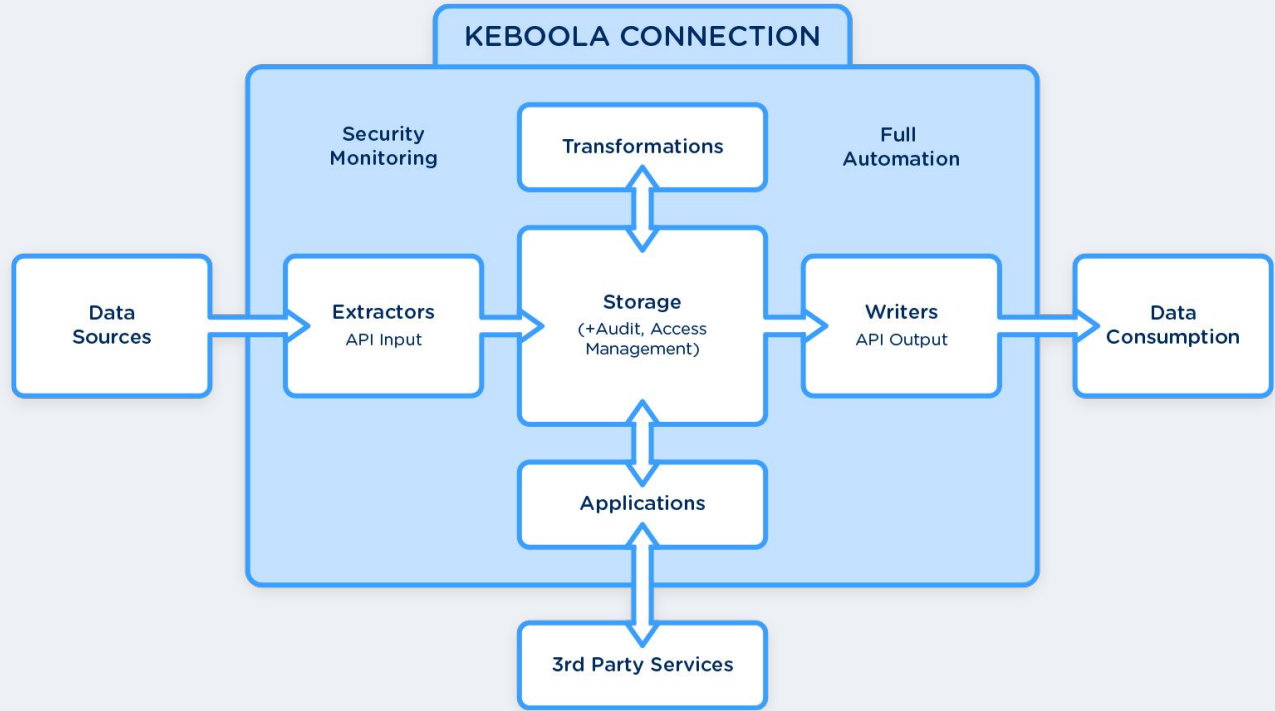 KEBOOLA CONNECTION
Security
Monitoring
Transformations
Full
Automation
Data
Sources
Extractors
API Input
Storage
(+Audit, Access
Management)
Writers
API Output
Data
Consumption
Applications
3rd Party Services